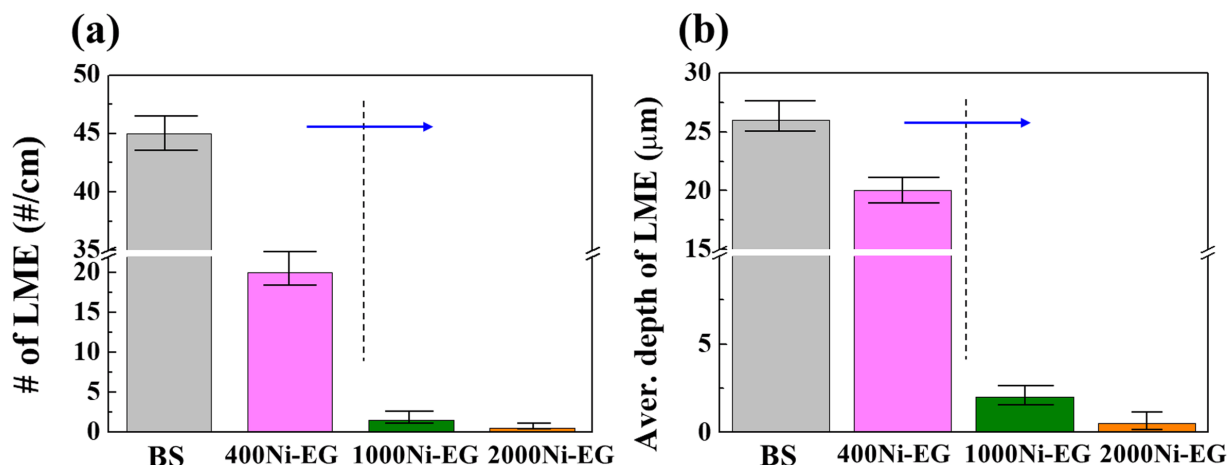 (a)
# of LME (#/cm)
50
45
40
35
20
15
10
5
0
BS 400Ni-EG 1000Ni-EG 2000Ni-EG
(b)
Aver. depth of LME (μm)
30
25
20
15
5
0
BS 400Ni-EG 1000Ni-EG 2000Ni-EG